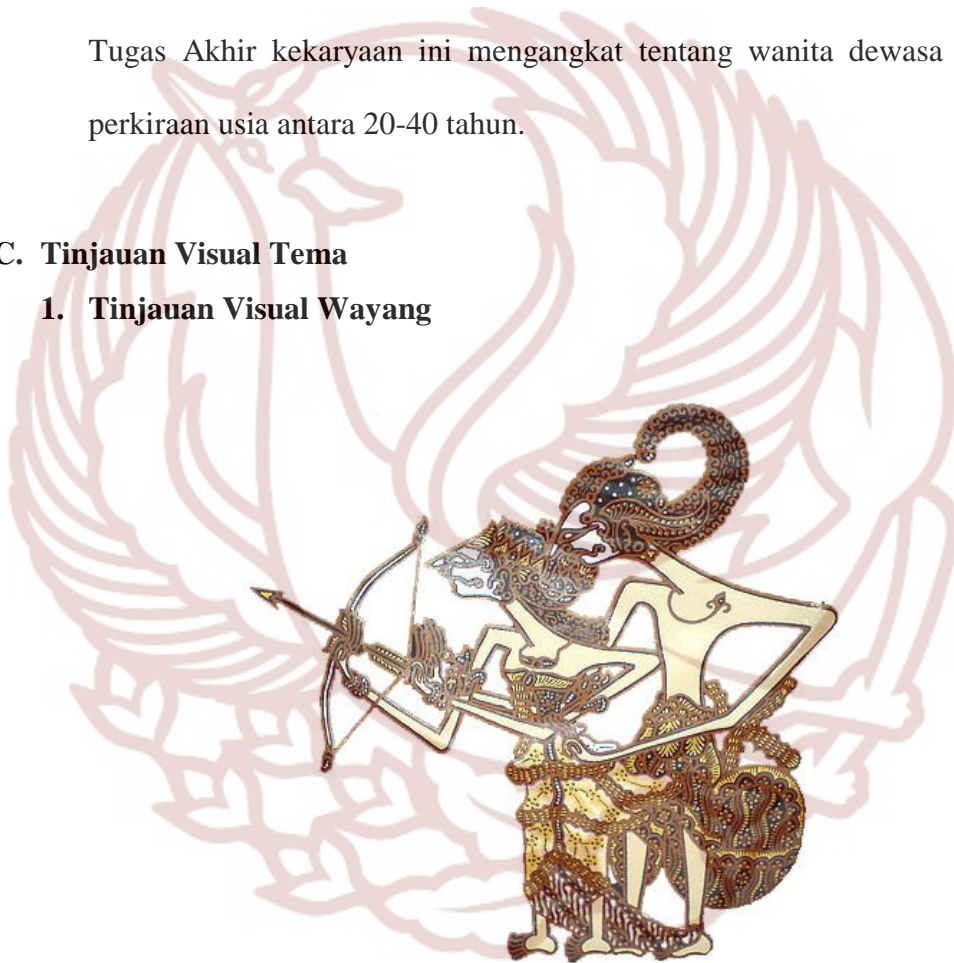 Tugas Akhir kekaryaan ini mengangkat tentang wanita dewasa
perkiraan usia antara 20-40 tahun.
C. Tinjauan Visual Tema
1. Tinjauan Visual Wayang